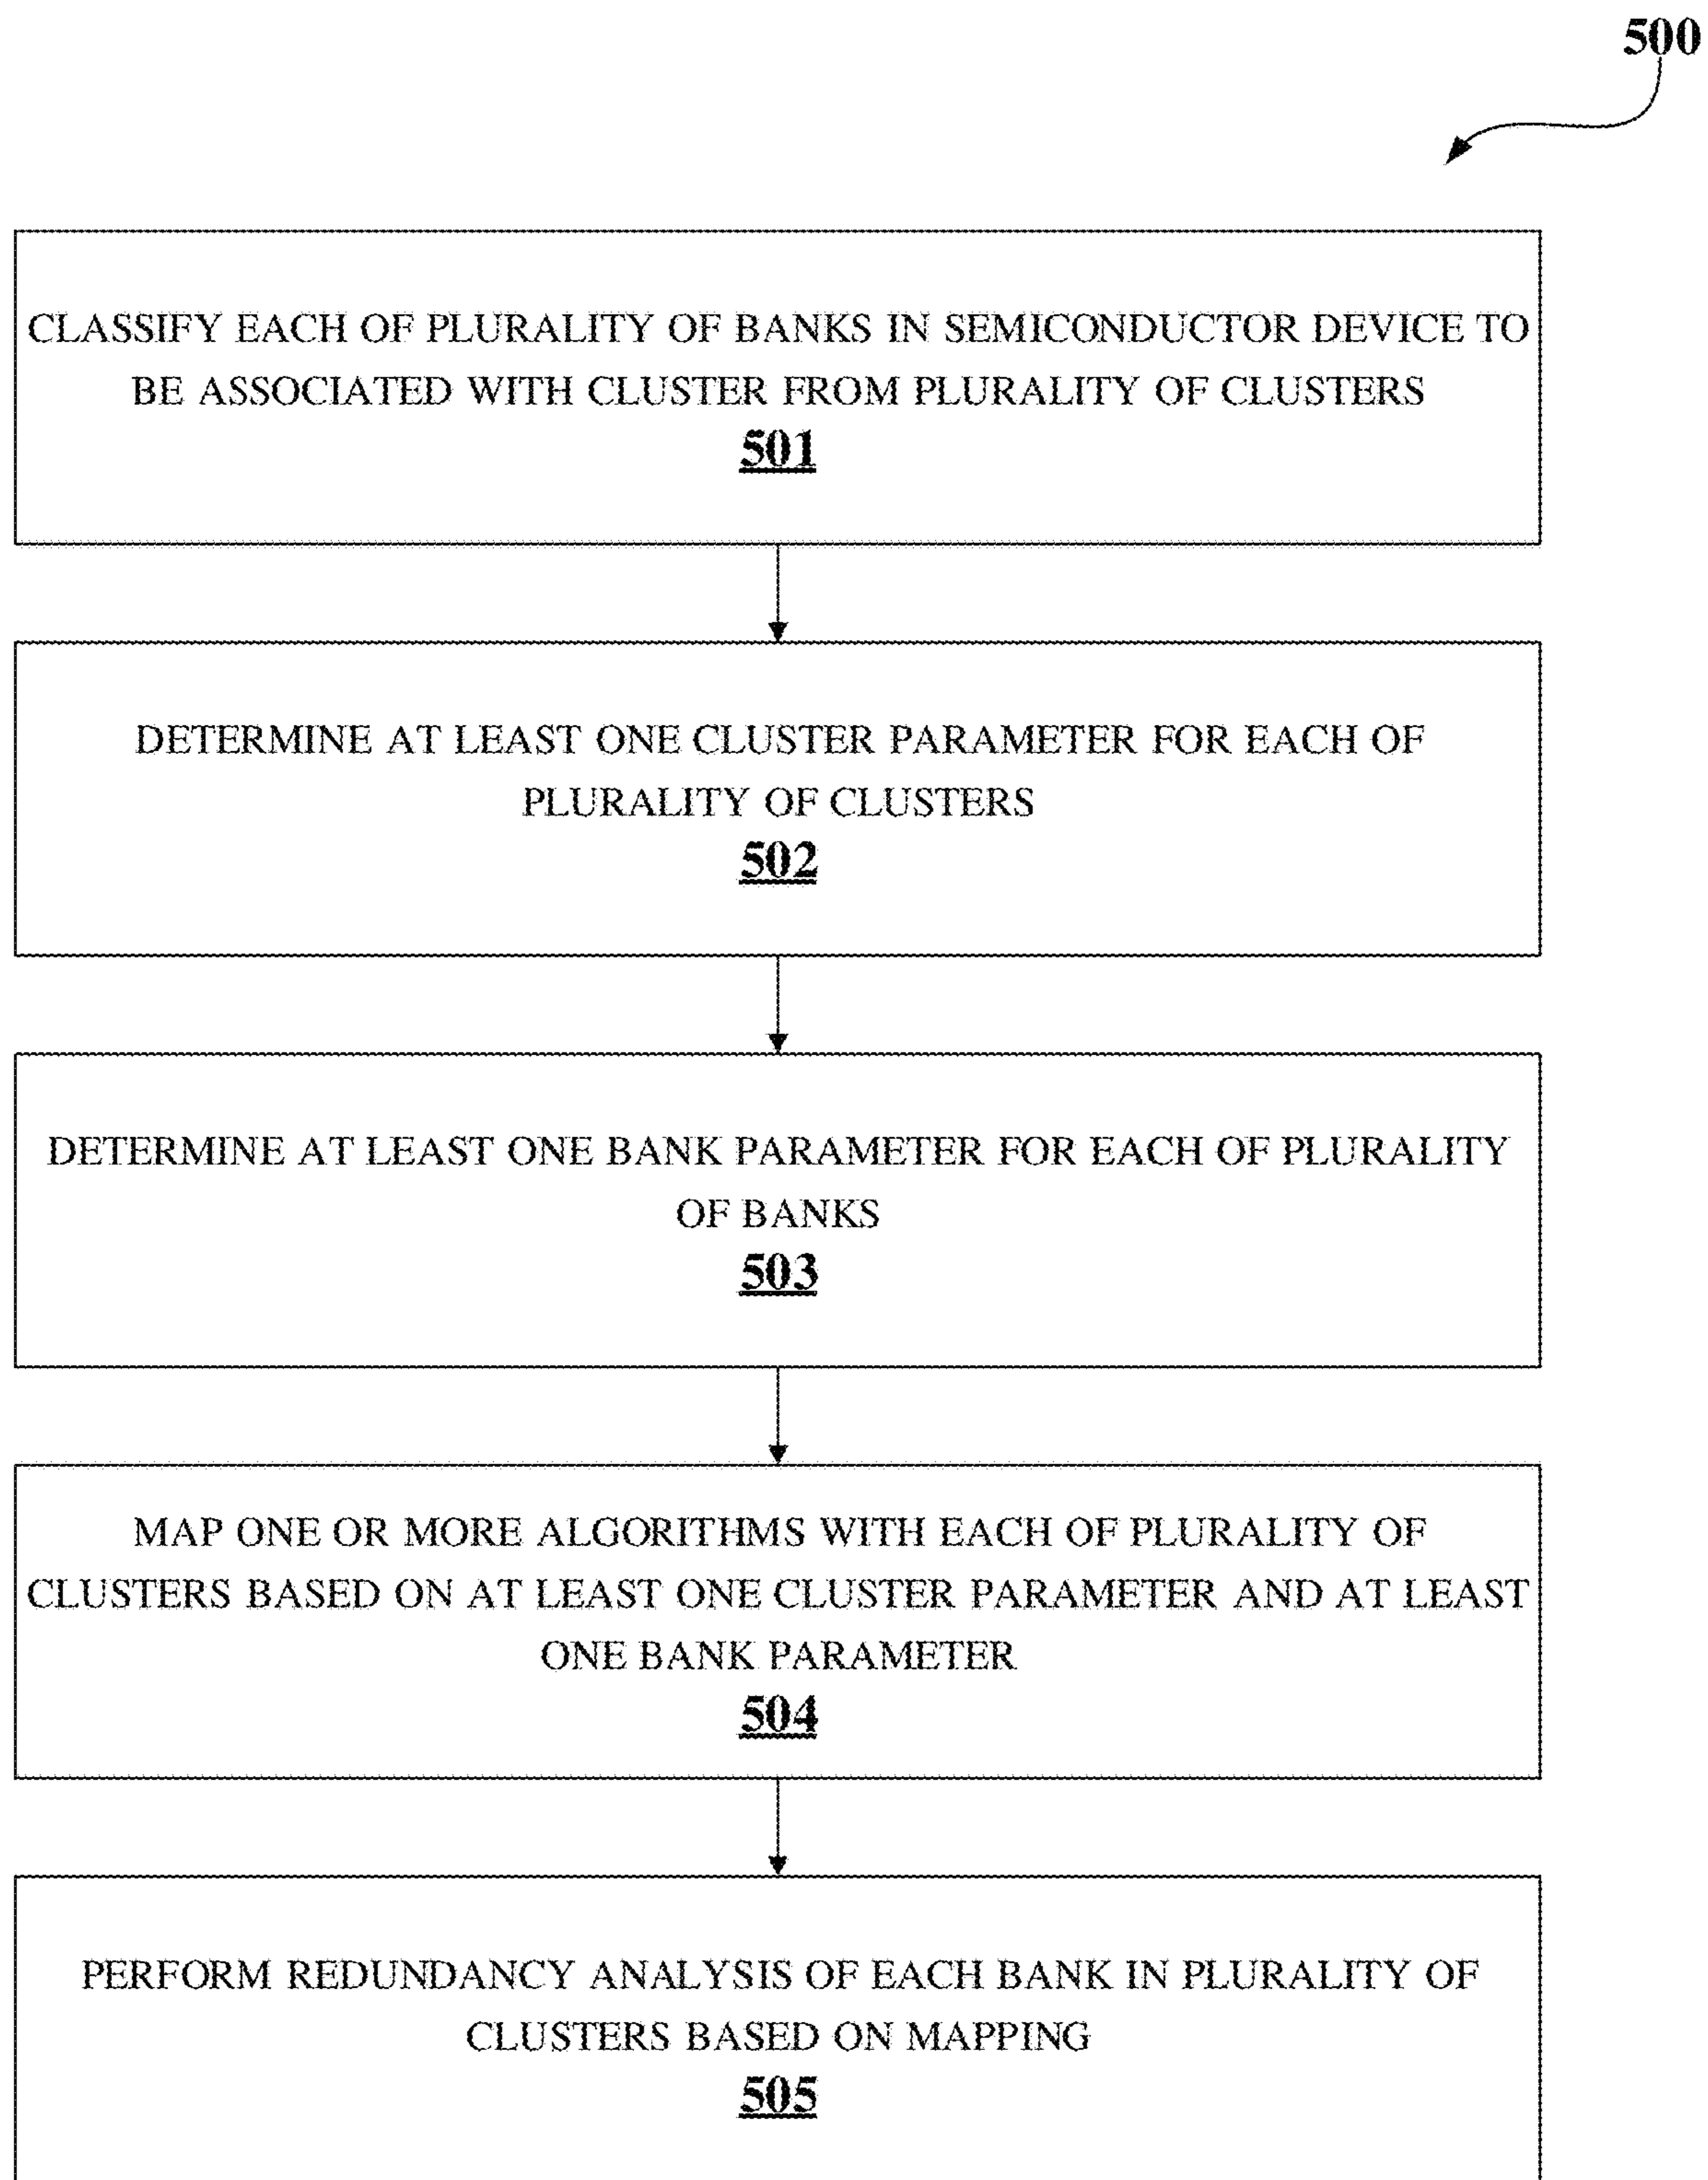 500
CLASSIFY EACH OF PLURALITY OF BANKS IN SEMICONDUCTOR DEVICE TO
BE ASSOCIATED WITH CLUSTER FROM PLURALITY OF CLUSTERS
501
DETERMINE AT LEAST ONE CLUSTER PARAMETER FOR EACH OF
PLURALITY OF CLUSTERS
502
DETERMINE AT LEAST ONE BANK PARAMETER FOR EACH OF PLURALITY
OF BANKS
503
MAP ONE OR MORE ALGORITHMS WITH EACH OF PLURALITY OF
CLUSTERS BASED ON AT LEAST ONE CLUSTER PARAMETER AND AT LEAST
ONE BANK PARAMETER
504
PERFORM REDUNDANCY ANALYSIS OF EACH BANK IN PLURALITY OF
CLUSTERS BASED ON MAPPING
505